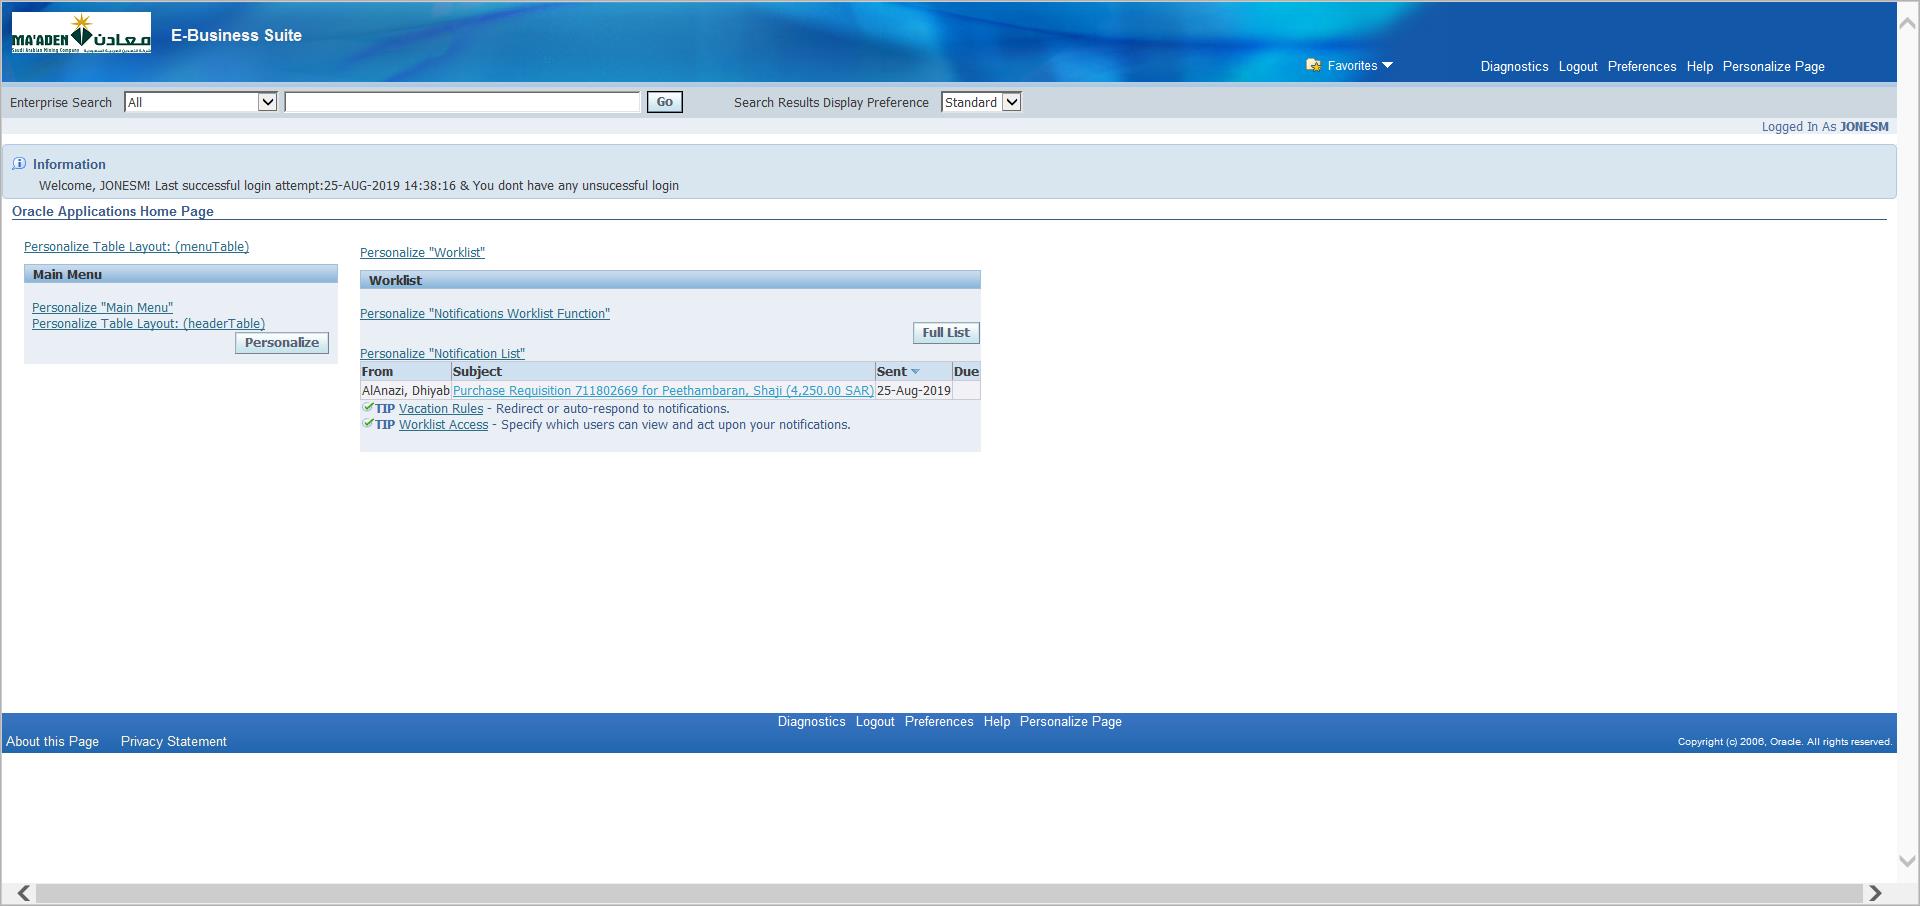 MA'ADEN معادن
Saudi Arabian Mining Company
E-Business Suite
Favorites
Diagnostics Logout Preferences Help Personalize Page
Enterprise Search All Go Search Results Display Preference Standard
Logged In As JONESM
Information
Welcome, JONESM! Last successful login attempt:25-AUG-2019 14:38:16 & You dont have any unsucessful login
Oracle Applications Home Page
Personalize Table Layout: (menuTable)
Main Menu
Personalize "Main Menu"
Personalize Table Layout: (headerTable)
Personalize
Personalize "Worklist"
Worklist
Personalize "Notifications Worklist Function"
Full List
Personalize "Notification List"
From Subject Sent Due
AlAnazi, Dhiyab Purchase Requisition 711802669 for Peethambaran, Shaji (4,250.00 SAR) 25-Aug-2019
TIP Vacation Rules - Redirect or auto-respond to notifications.
TIP Worklist Access - Specify which users can view and act upon your notifications.
Diagnostics Logout Preferences Help Personalize Page
About this Page Privacy Statement
Copyright (c) 2006, Oracle. All rights reserved.